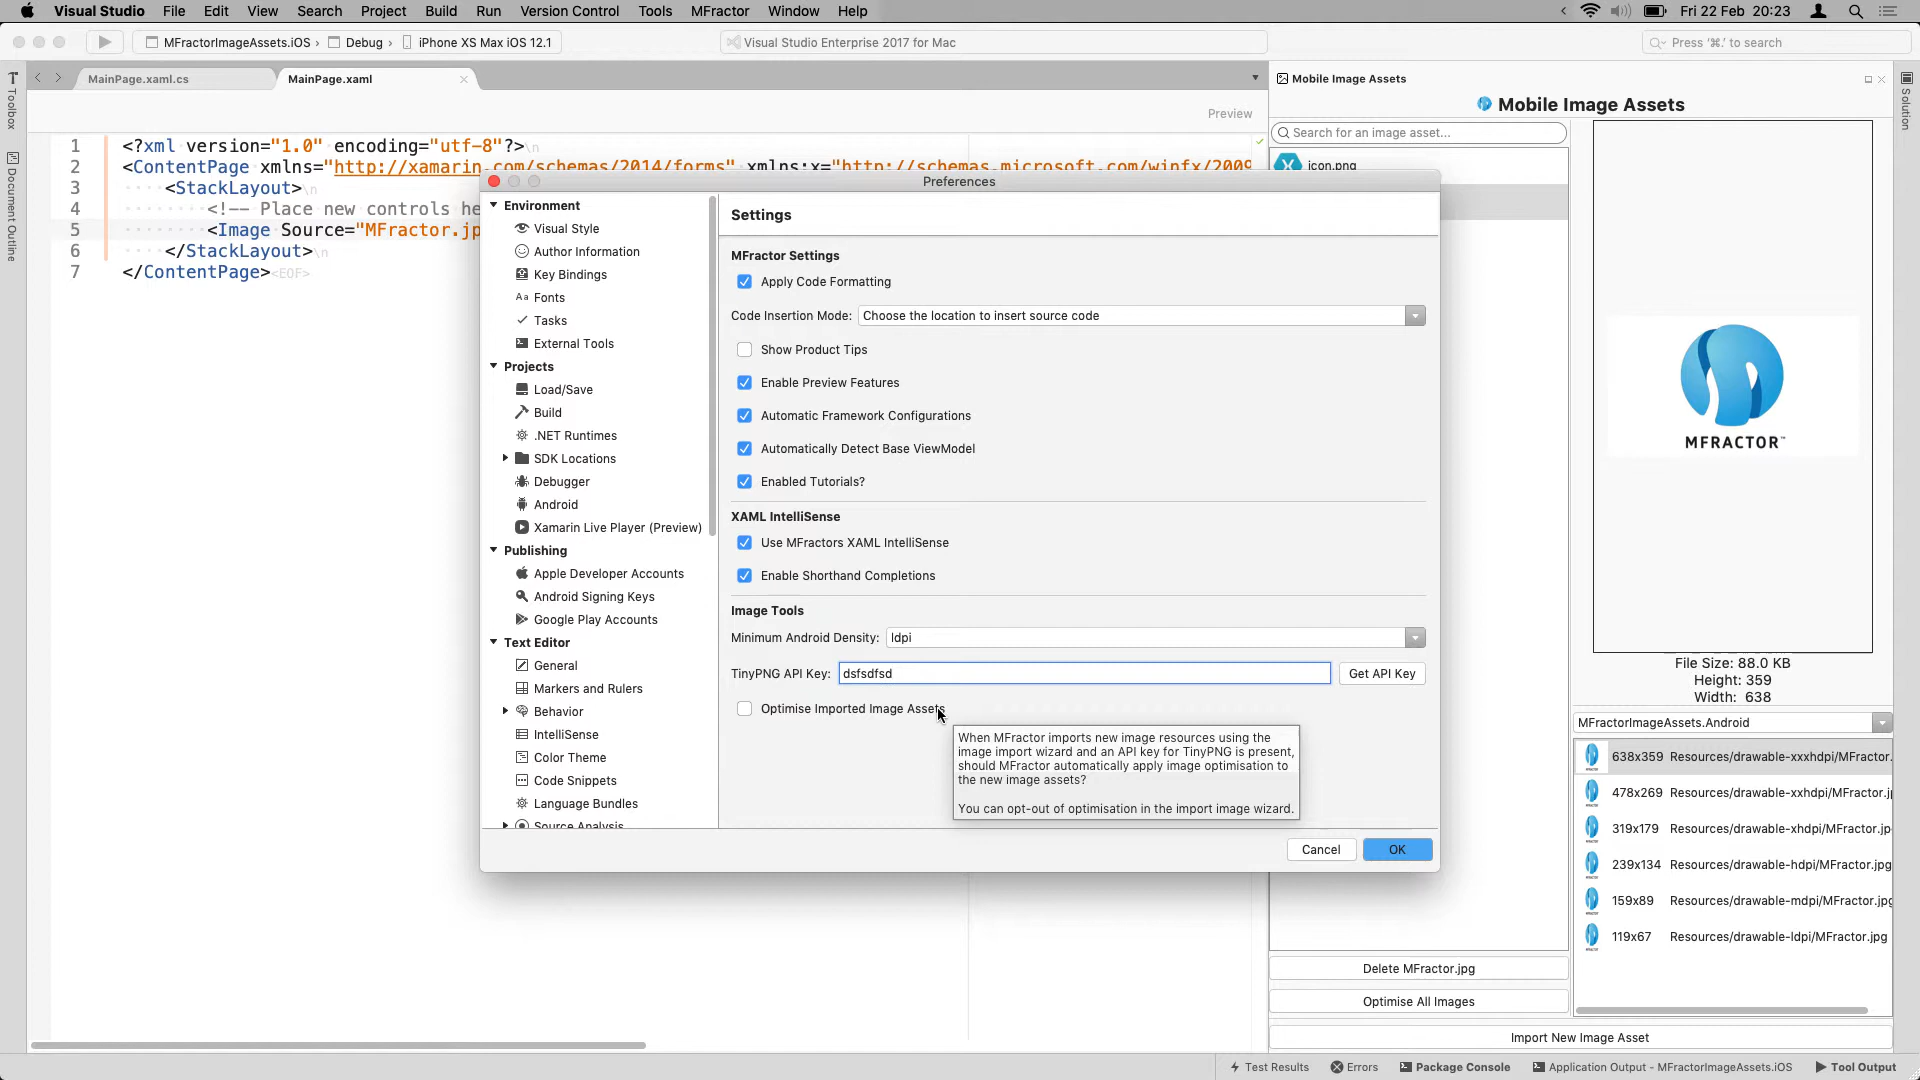 Visual Studio File Edit View Search Project Build Run Version Control Tools MFractor Window Help Fri 22 Feb 20:23
MFractorImageAssets.iOS Debug iPhone XS Max iOS 12.1 Visual Studio Enterprise 2017 for Mac Press '⌘.' to search
Toolbox
Document Outline
MainPage.xaml.cs MainPage.xaml
Preview
1 <?xml version="1.0" encoding="utf-8"?>\n
2 <ContentPage xmlns="http://xamarin.com/schemas/2014/forms" xmlns:x="http://schemas.microsoft.com/winfx/2009
3 <StackLayout>\n
4 <!-- Place new controls he
5 <Image Source="MFractor.jp
6 </StackLayout>\n
7 </ContentPage><EOF>
Preferences
Environment
Visual Style
Author Information
Key Bindings
Aa Fonts
Tasks
External Tools
Projects
Load/Save
Build
.NET Runtimes
SDK Locations
Debugger
Android
Xamarin Live Player (Preview)
Publishing
Apple Developer Accounts
Android Signing Keys
Google Play Accounts
Text Editor
General
Markers and Rulers
Behavior
IntelliSense
Color Theme
Code Snippets
Language Bundles
Source Analysis
Settings
MFractor Settings
Apply Code Formatting
Code Insertion Mode: Choose the location to insert source code
Show Product Tips
Enable Preview Features
Automatic Framework Configurations
Automatically Detect Base ViewModel
Enabled Tutorials?
XAML IntelliSense
Use MFractors XAML IntelliSense
Enable Shorthand Completions
Image Tools
Minimum Android Density: ldpi
TinyPNG API Key: dsfsdfsd Get API Key
Optimise Imported Image Assets
When MFractor imports new image resources using the
image import wizard and an API key for TinyPNG is present,
should MFractor automatically apply image optimisation to
the new image assets?
You can opt-out of optimisation in the import image wizard.
Cancel OK
Mobile Image Assets
Mobile Image Assets
Search for an image asset...
icon.png
MFRACTOR™
File Size: 88.0 KB
Height: 359
Width: 638
MFractorImageAssets.Android
638x359 Resources/drawable-xxxhdpi/MFractor.
478x269 Resources/drawable-xxhdpi/MFractor.j
319x179 Resources/drawable-xhdpi/MFractor.jp
239x134 Resources/drawable-hdpi/MFractor.jpg
159x89 Resources/drawable-mdpi/MFractor.jpg
119x67 Resources/drawable-ldpi/MFractor.jpg
Delete MFractor.jpg
Optimise All Images
Import New Image Asset
Solution
Test Results Errors Package Console Application Output - MFractorImageAssets.iOS Tool Output